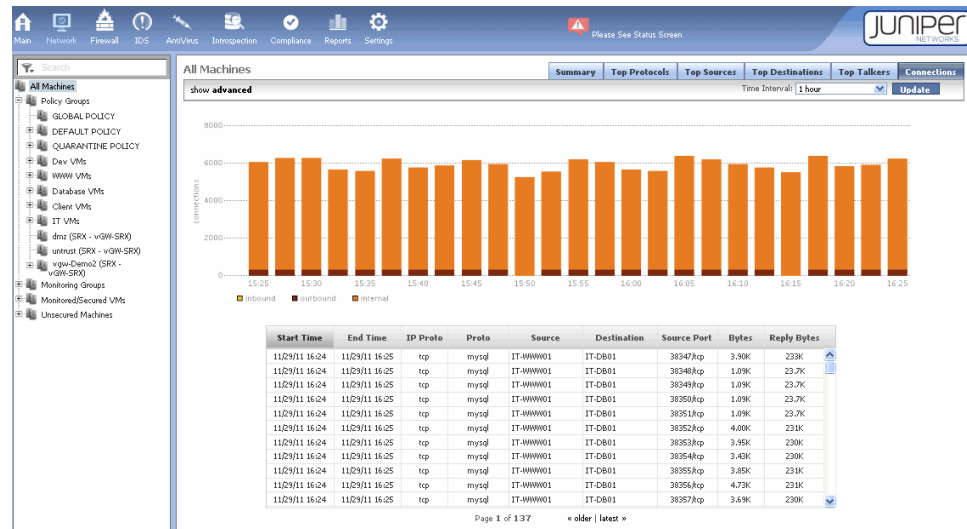 Main Network Firewall IDS AntiVirus Introspection Compliance Reports Settings
Please See Status Screen
JUNIPER
NETWORKS
Search
All Machines
Policy Groups
GLOBAL POLICY
DEFAULT POLICY
QUARANTINE POLICY
Dev VMs
WWW VMs
Database VMs
Client VMs
IT VMs
dmz (SRX - vGW-SRX)
untrust (SRX - vGW-SRX)
vgw-Demo2 (SRX -
vGW-SRX)
Monitoring Groups
Monitored/Secured VMs
Unsecured Machines
All Machines
Summary Top Protocols Top Sources Top Destinations Top Talkers Connections
show advanced
Time Interval: 1 hour Update
connections
8000
6000
4000
2000
0
15:25 15:30 15:35 15:40 15:45 15:50 15:55 16:00 16:05 16:10 16:15 16:20 16:25
inbound outbound internal
Start Time End Time IP Proto Proto Source Destination Source Port Bytes Reply Bytes
11/29/11 16:24 11/29/11 16:25 tcp mysql IT-WWW01 IT-DB01 38347/tcp 3.90K 233K
11/29/11 16:24 11/29/11 16:25 tcp mysql IT-WWW01 IT-DB01 38348/tcp 1.09K 23.7K
11/29/11 16:24 11/29/11 16:25 tcp mysql IT-WWW01 IT-DB01 38349/tcp 1.09K 23.7K
11/29/11 16:24 11/29/11 16:25 tcp mysql IT-WWW01 IT-DB01 38350/tcp 1.09K 23.7K
11/29/11 16:24 11/29/11 16:25 tcp mysql IT-WWW01 IT-DB01 38351/tcp 1.09K 23.7K
11/29/11 16:24 11/29/11 16:25 tcp mysql IT-WWW01 IT-DB01 38352/tcp 4.00K 231K
11/29/11 16:24 11/29/11 16:25 tcp mysql IT-WWW01 IT-DB01 38353/tcp 3.95K 230K
11/29/11 16:24 11/29/11 16:25 tcp mysql IT-WWW01 IT-DB01 38354/tcp 3.43K 230K
11/29/11 16:24 11/29/11 16:25 tcp mysql IT-WWW01 IT-DB01 38355/tcp 3.85K 231K
11/29/11 16:24 11/29/11 16:25 tcp mysql IT-WWW01 IT-DB01 38356/tcp 4.73K 231K
11/29/11 16:24 11/29/11 16:25 tcp mysql IT-WWW01 IT-DB01 38357/tcp 3.69K 230K
Page 1 of 137 « older | latest »